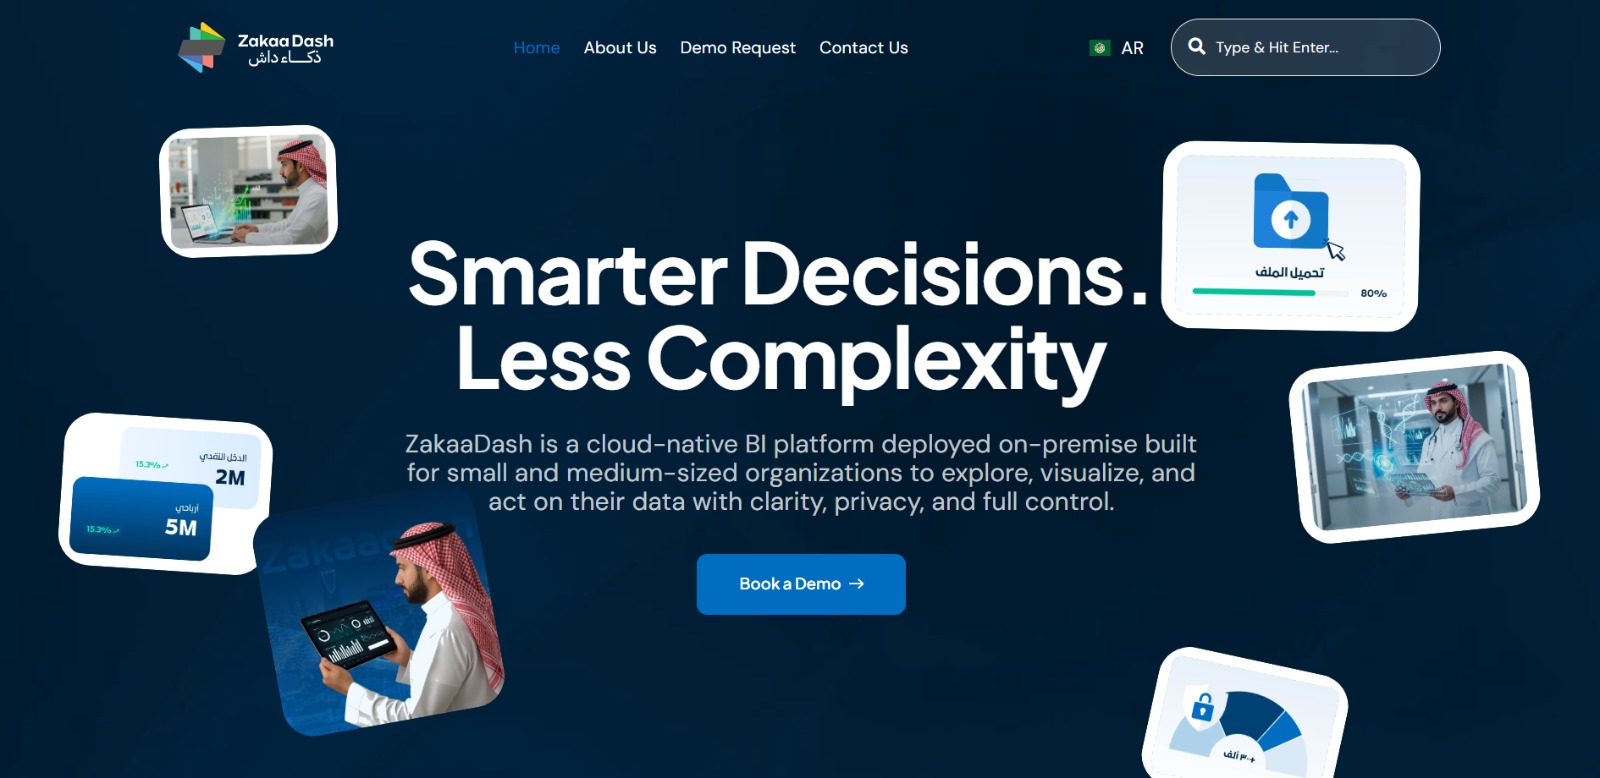 Zakaa Dash
ذكـــاء داش
Home
About Us
Demo Request
Contact Us
AR
Type & Hit Enter...
Smarter Decisions.
Less Complexity
ZakaaDash is a cloud-native BI platform deployed on-premise built
for small and medium-sized organizations to explore, visualize, and
act on their data with clarity, privacy, and full control.
Book a Demo →
تحميل الملف
80%
الدخل النقدي
15.3%
2M
أرباحي
15.3%
5M
+٣٠ ألف